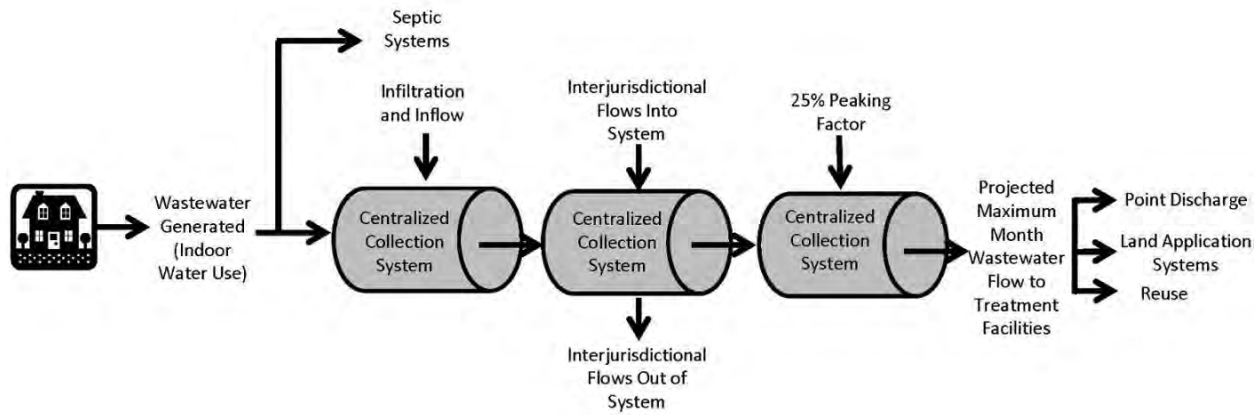 Septic
Systems
Infiltration
and Inflow
Interjurisdictional
Flows Into
System
25% Peaking
Factor
Wastewater
Generated
(Indoor
Water Use)
Centralized
Collection
System
Centralized
Collection
System
Centralized
Collection
System
Interjurisdictional
Flows Out of
System
Projected
Maximum
Month
Wastewater
Flow to
Treatment
Facilities
Point Discharge
Land Application
Systems
Reuse